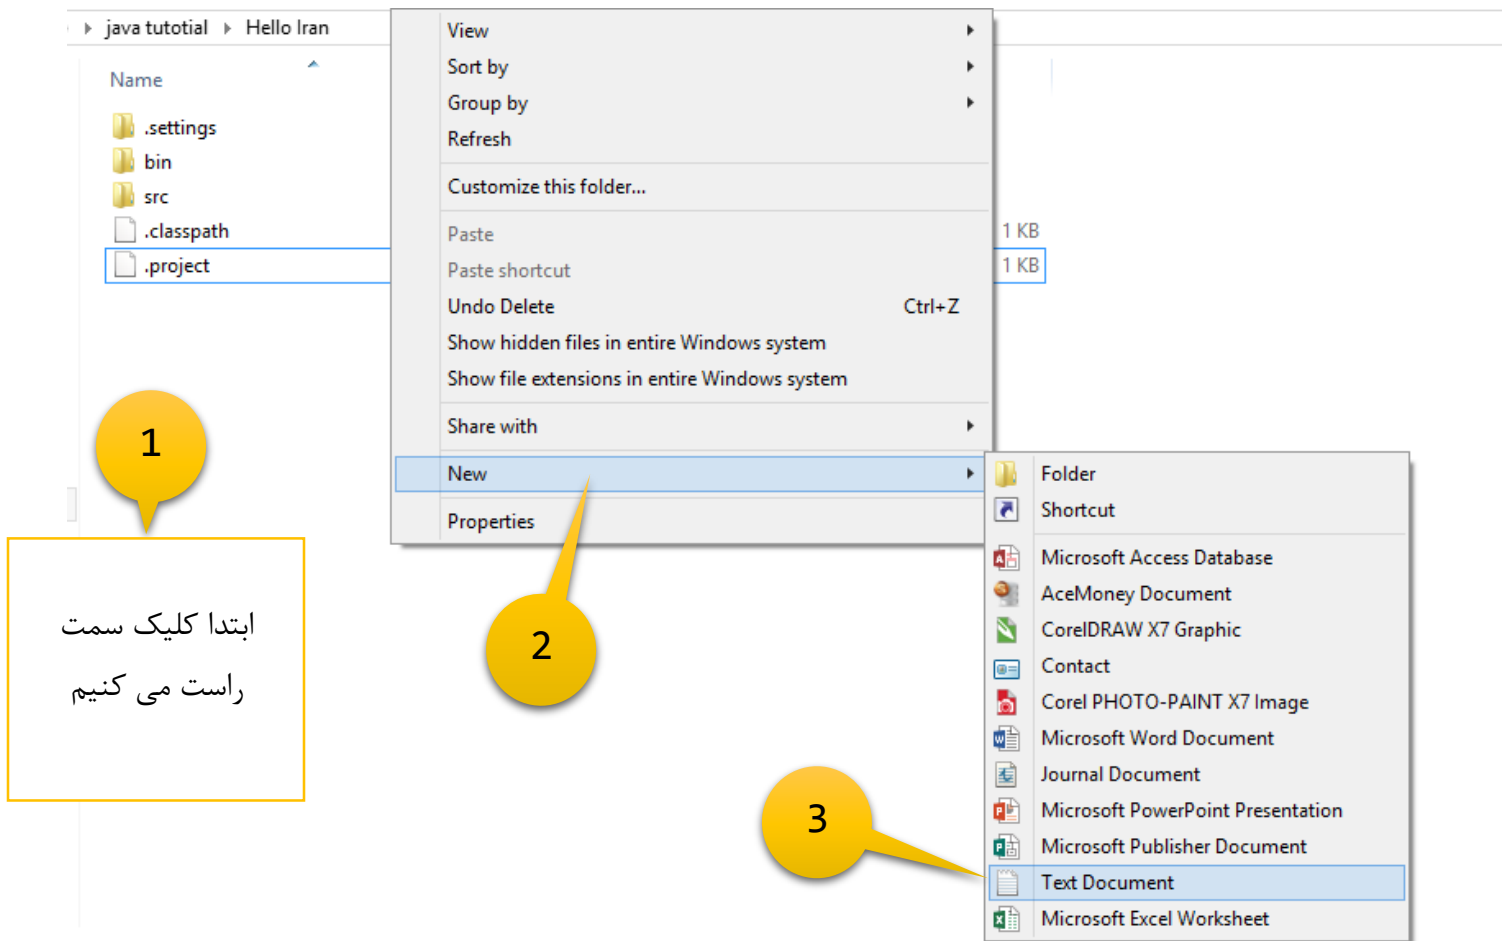 java tutotial Hello Iran
Name
.settings
bin
src
.classpath
1 KB
.project
1 KB
View
Sort by
Group by
Refresh
Customize this folder...
Paste
Paste shortcut
Undo Delete Ctrl+Z
Show hidden files in entire Windows system
Show file extensions in entire Windows system
Share with
New
Properties
1
ابتدا کلیک سمت
راست می کنیم
2
Folder
Shortcut
Microsoft Access Database
AceMoney Document
CorelDRAW X7 Graphic
Contact
Corel PHOTO-PAINT X7 Image
Microsoft Word Document
Journal Document
Microsoft PowerPoint Presentation
Microsoft Publisher Document
Text Document
Microsoft Excel Worksheet
3